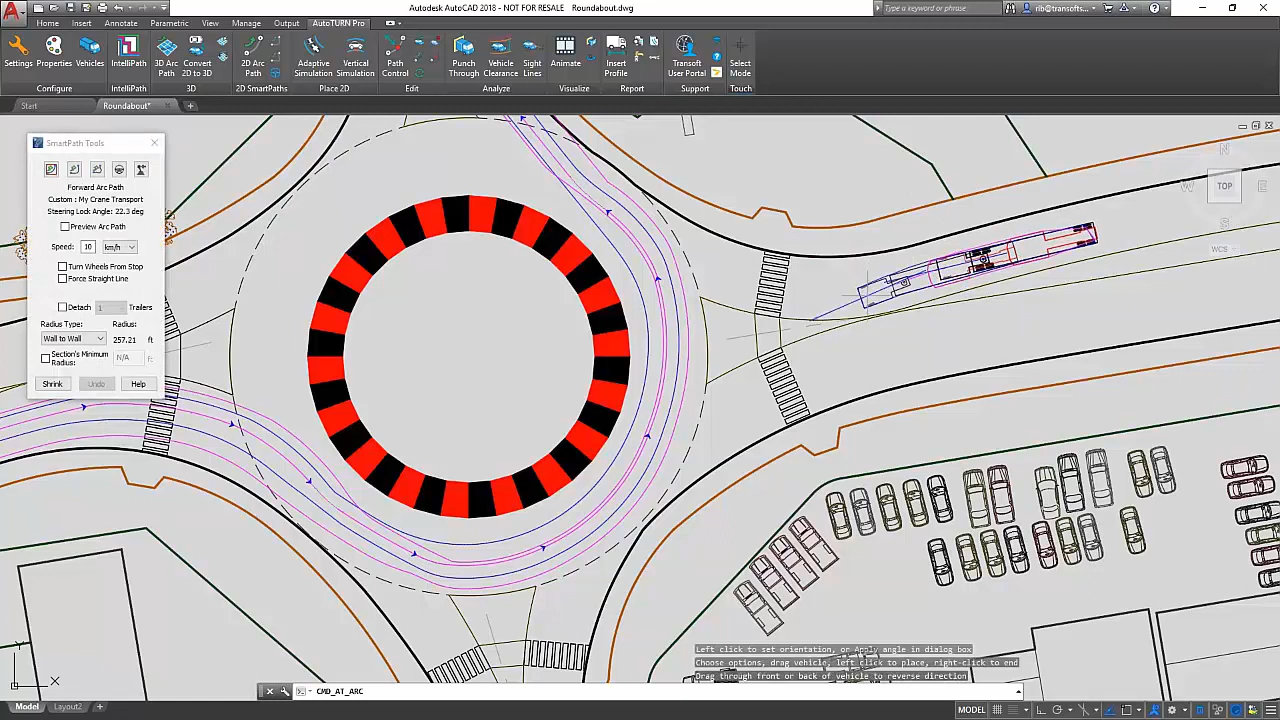 Autodesk AutoCAD 2018 - NOT FOR RESALE Roundabout.dwg
Type a keyword or phrase
rib@transofts...
Home Insert Annotate Parametric View Manage Output AutoTURN Pro
Settings Properties Vehicles IntelliPath 3D Arc Path Convert 2D to 3D 2D Arc Path Adaptive Simulation Vertical Simulation Path Control Punch Through Vehicle Clearance Sight Lines Animate Insert Profile Transoft User Portal Select Mode
Configure IntelliPath 3D 2D SmartPaths Place 2D Edit Analyze Visualize Report Support Touch
Start Roundabout*
SmartPath Tools
Forward Arc Path
Custom : My Crane Transport
Steering Lock Angle: 22.3 deg
Preview Arc Path
Speed: 10 km/h
Turn Wheels From Stop
Force Straight Line
Detach 1 Trailers
Radius Type: Radius:
Wall to Wall 257.21 ft
Section's Minimum Radius: N/A
Shrink Undo Help
N
W TOP E
S
WCS
Left click to set orientation, or Apply angle in dialog box
Choose options, drag vehicle, left click to place, right-click to end
Drag through front or back of vehicle to reverse direction
Y
X
CMD_AT_ARC
Model Layout2 +
MODEL